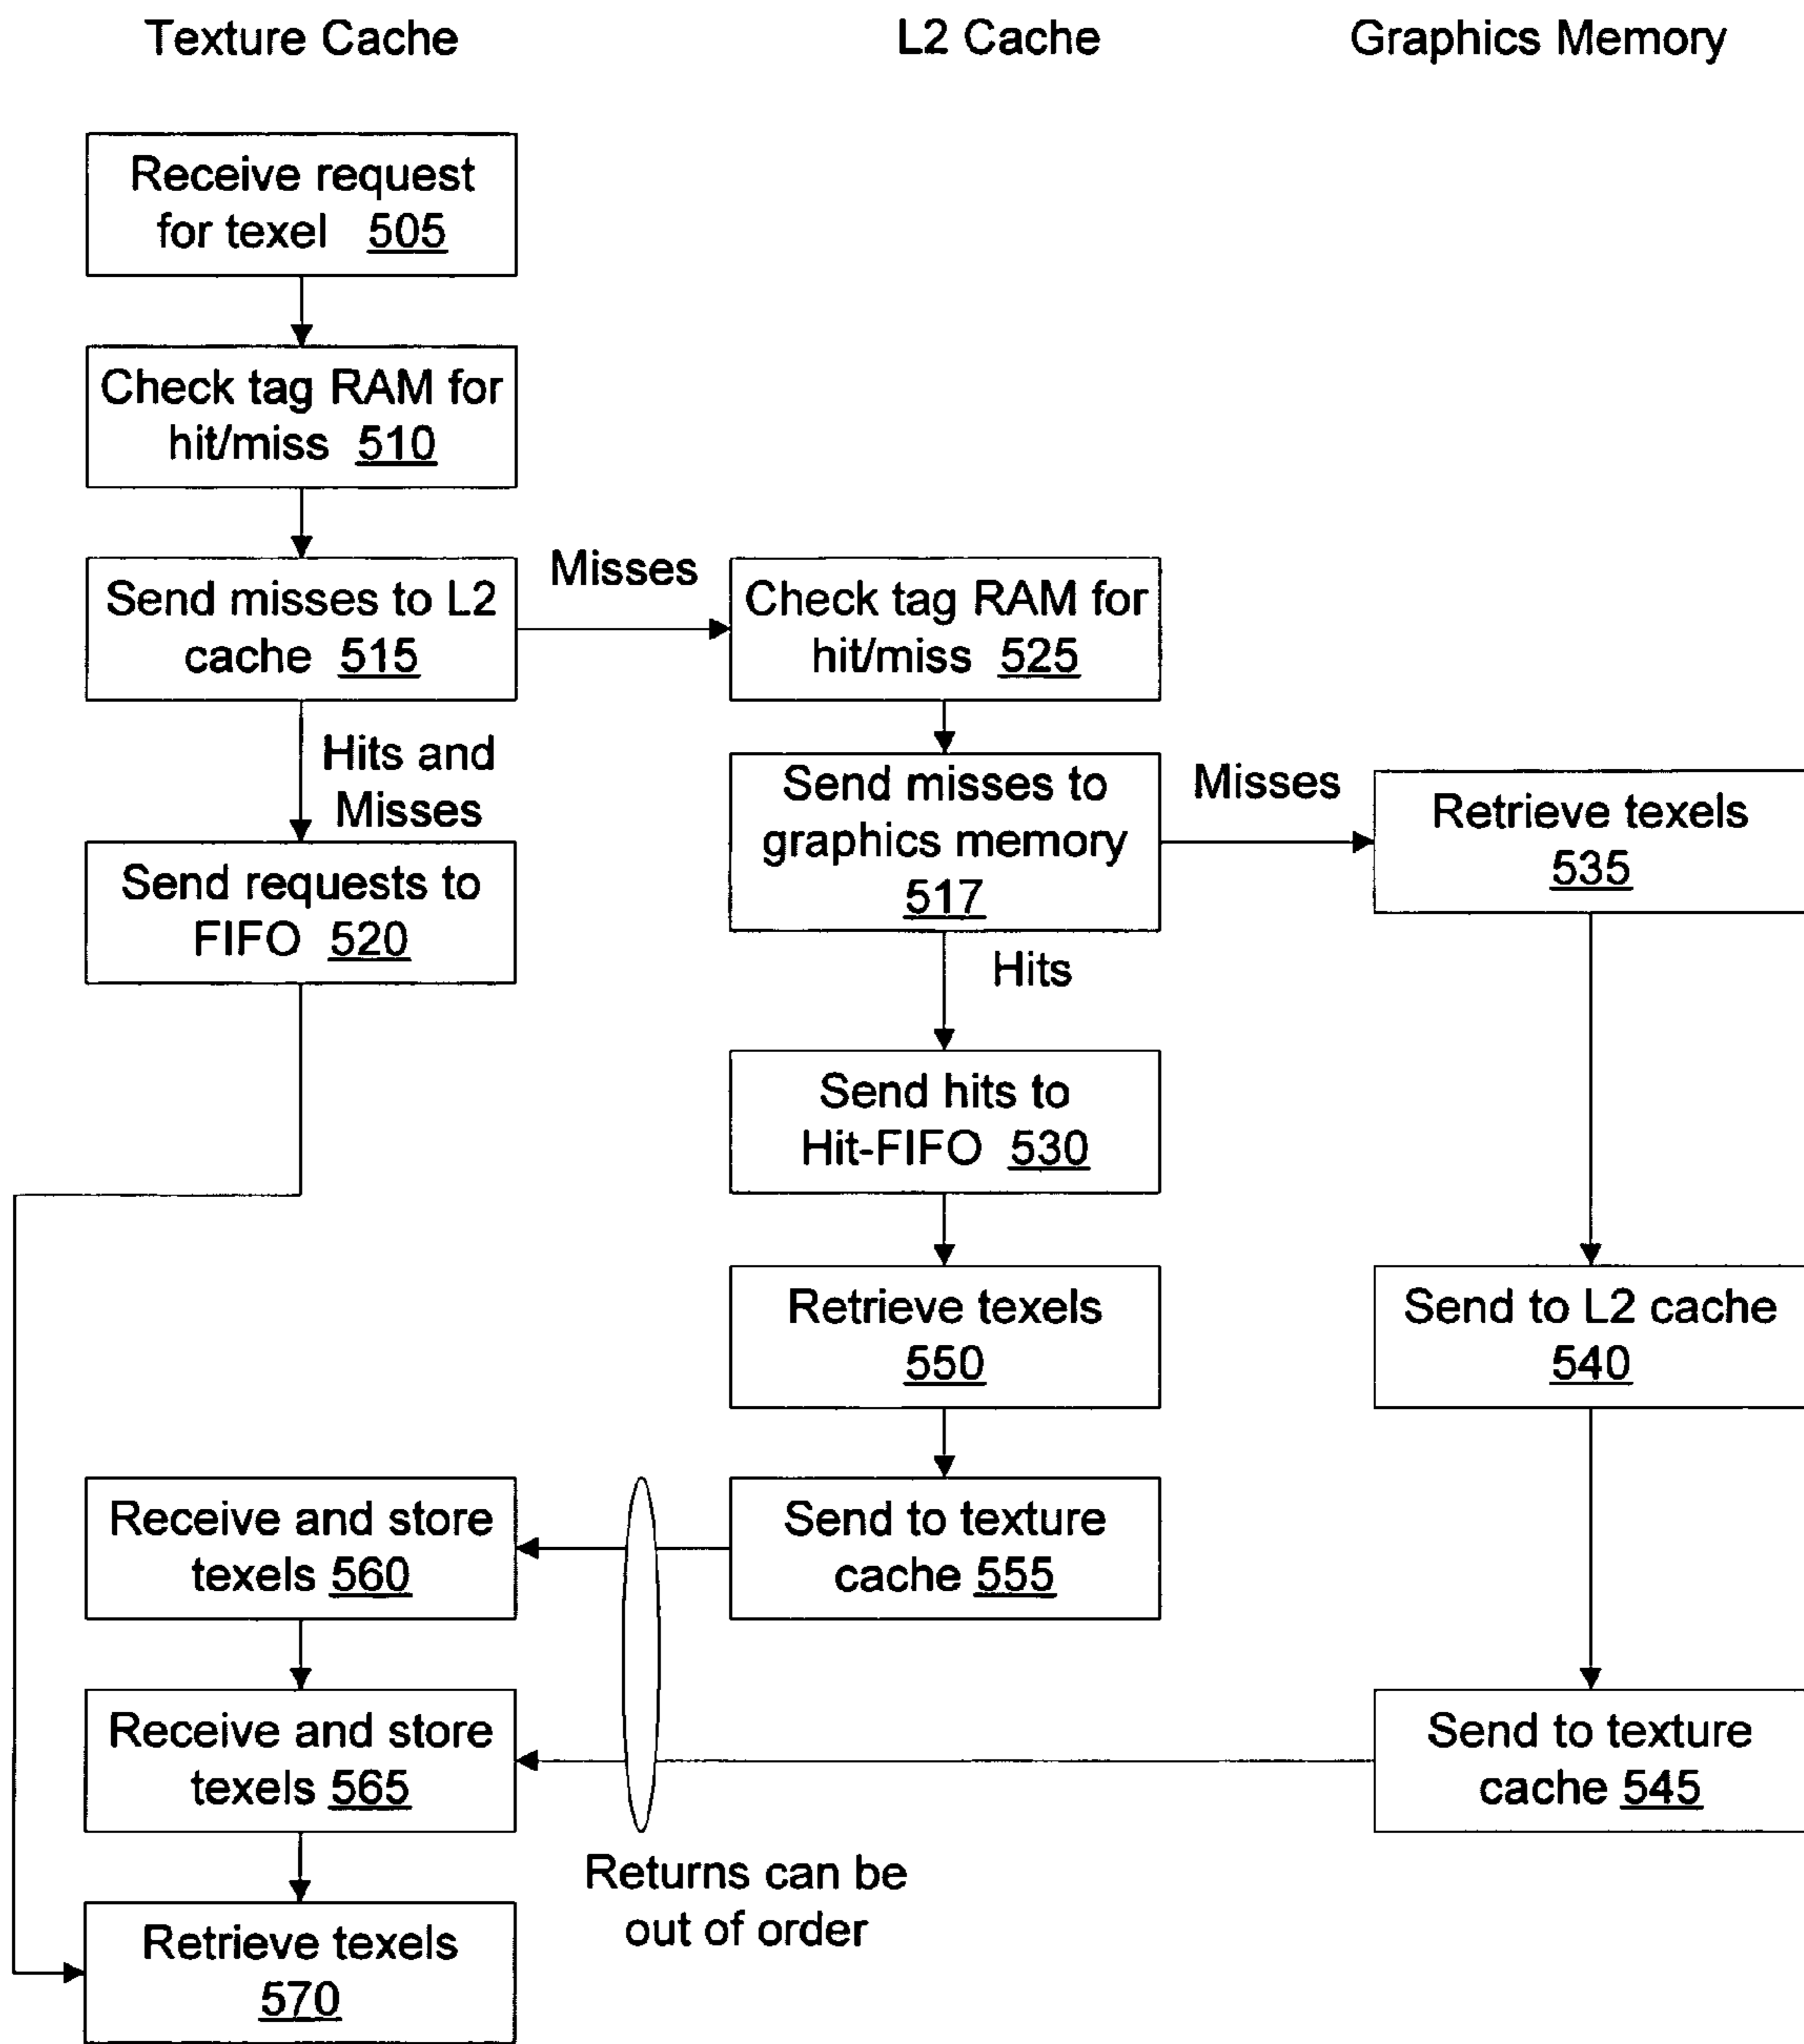 Texture Cache
L2 Cache
Graphics Memory
Receive request
for texel 505
Check tag RAM for
hit/miss 510
Send misses to L2
cache 515
Misses
Check tag RAM for
hit/miss 525
Hits and
Misses
Send misses to
graphics memory
517
Misses
Retrieve texels
535
Send requests to
FIFO 520
Hits
Send hits to
Hit-FIFO 530
Retrieve texels
550
Send to L2 cache
540
Receive and store
texels 560
Send to texture
cache 555
Receive and store
texels 565
Send to texture
cache 545
Returns can be
out of order
Retrieve texels
570